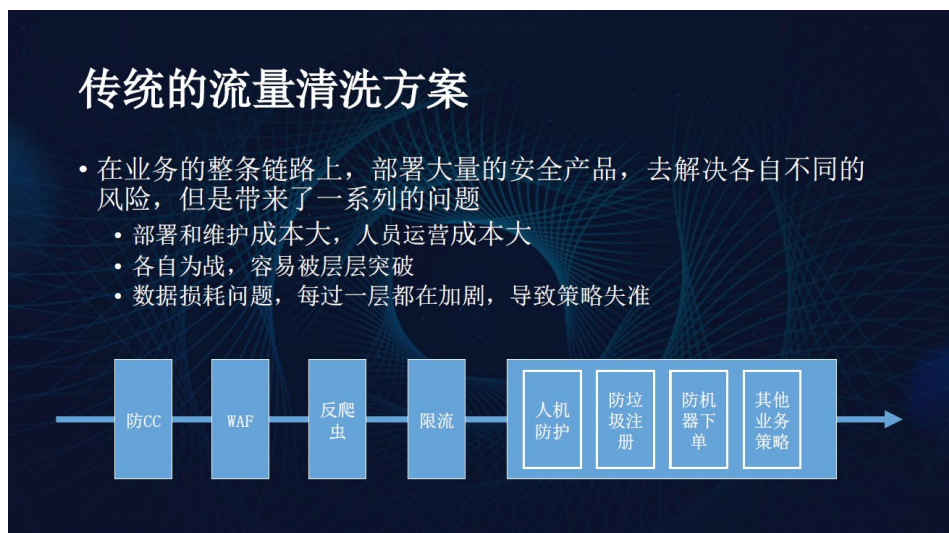 传统的流量清洗方案
• 在业务的整条链路上，部署大量的安全产品，去解决各自不同的
风险，但是带来了一系列的问题
• 部署和维护成本大，人员运营成本大
• 各自为战，容易被层层突破
• 数据损耗问题，每过一层都在加剧，导致策略失准
防CC
WAF
反爬
虫
限流
人机
防护
防垃
圾注
册
防机
器下
单
其他
业务
策略